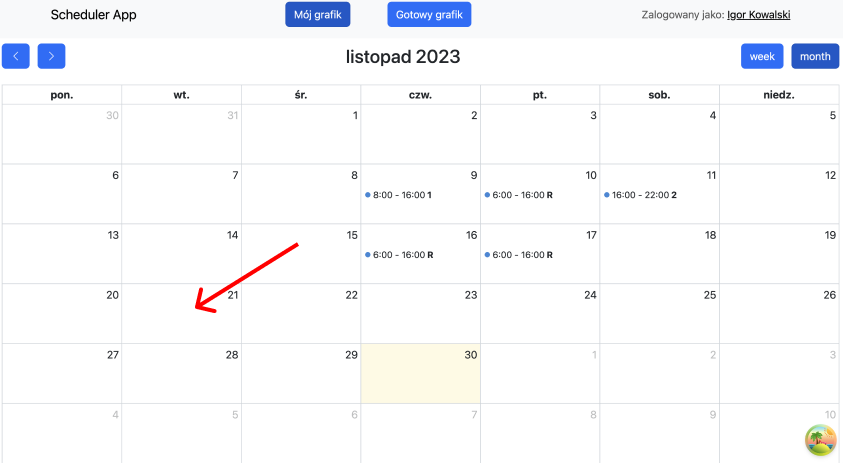 Scheduler App Mój grafik Gotowy grafik Zalogowany jako: Igor Kowalski
listopad 2023 week month
pon. wt. śr. czw. pt. sob. niedz.
30 31 1 2 3 4 5
6 7 8 9 10 11 12
8:00 - 16:00 1 6:00 - 16:00 R 16:00 - 22:00 2
13 14 15 16 17 18 19
6:00 - 16:00 R 6:00 - 16:00 R
20 21 22 23 24 25 26
27 28 29 30 1 2 3
4 5 6 7 8 9 10